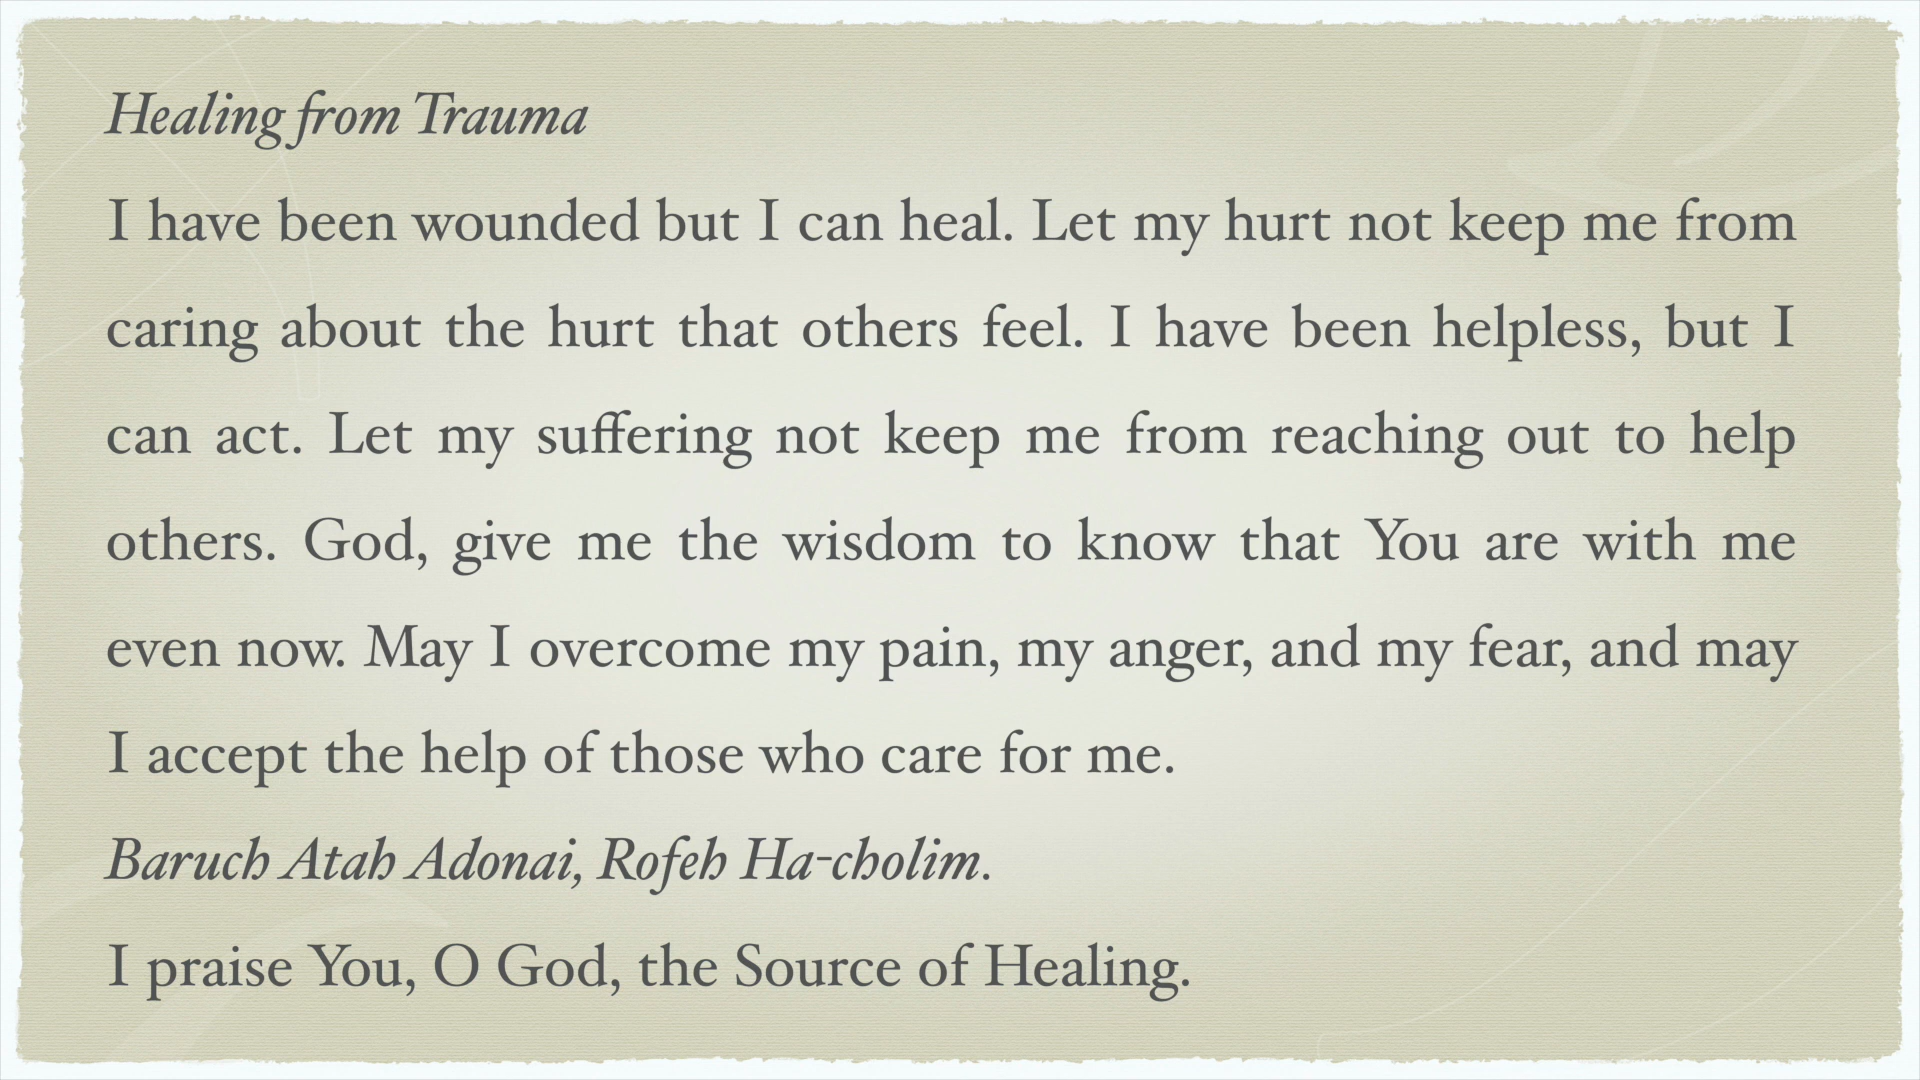 Healing from Trauma
I have been wounded but I can heal. Let my hurt not keep me from
caring about the hurt that others feel. I have been helpless, but I
can act. Let my suffering not keep me from reaching out to help
others. God, give me the wisdom to know that You are with me
even now. May I overcome my pain, my anger, and my fear, and may
I accept the help of those who care for me.
Baruch Atah Adonai, Rofeh Ha-cholim.
I praise You, O God, the Source of Healing.